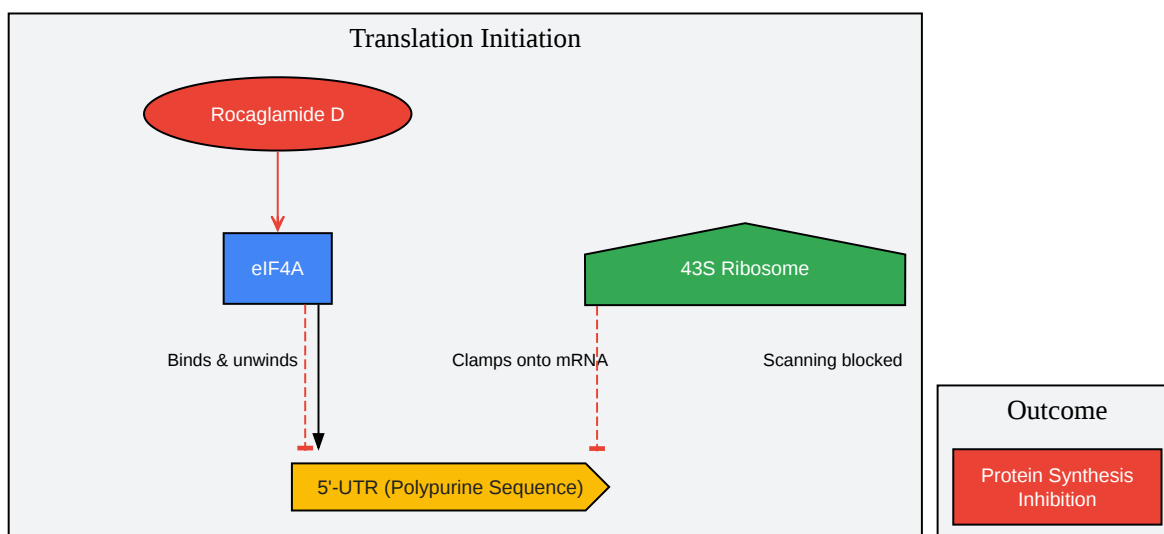 Translation Initiation
Rocaglamide D
eIF4A
43S Ribosome
Binds & unwinds
Clamps onto mRNA
Scanning blocked
5'-UTR (Polypurine Sequence)
Outcome
Protein Synthesis
Inhibition